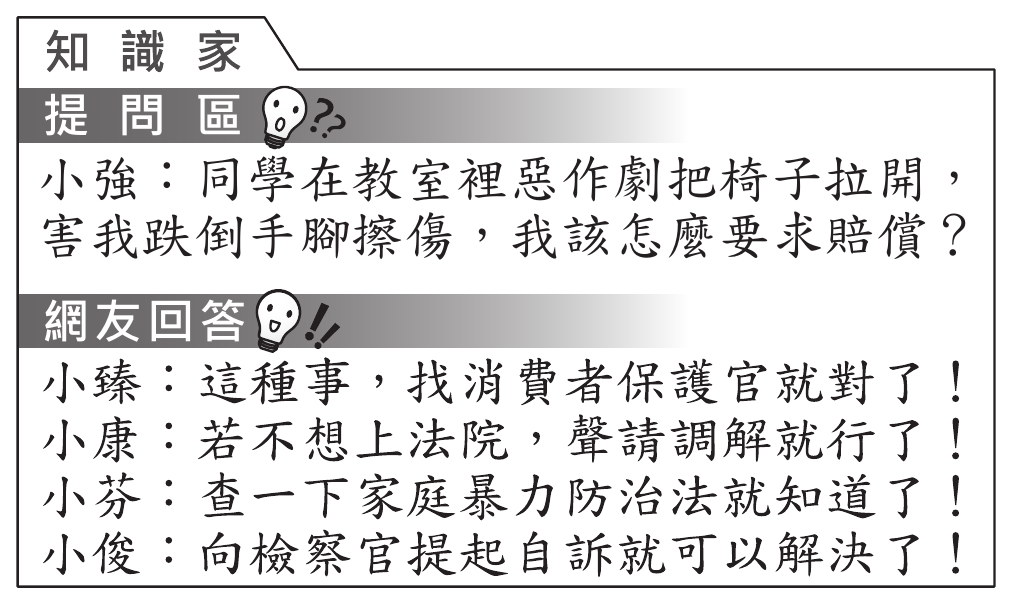 知識家
提問區??
小強：同學在教室裡惡作劇把椅子拉開，
害我跌倒手腳擦傷，我該怎麼要求賠償？
網友回答!!
小臻：這種事，找消費者保護官就對了！
小康：若不想上法院，聲請調解就行了！
小芬：查一下家庭暴力防治法就知道了！
小俊：向檢察官提起自訴就可以解決了！